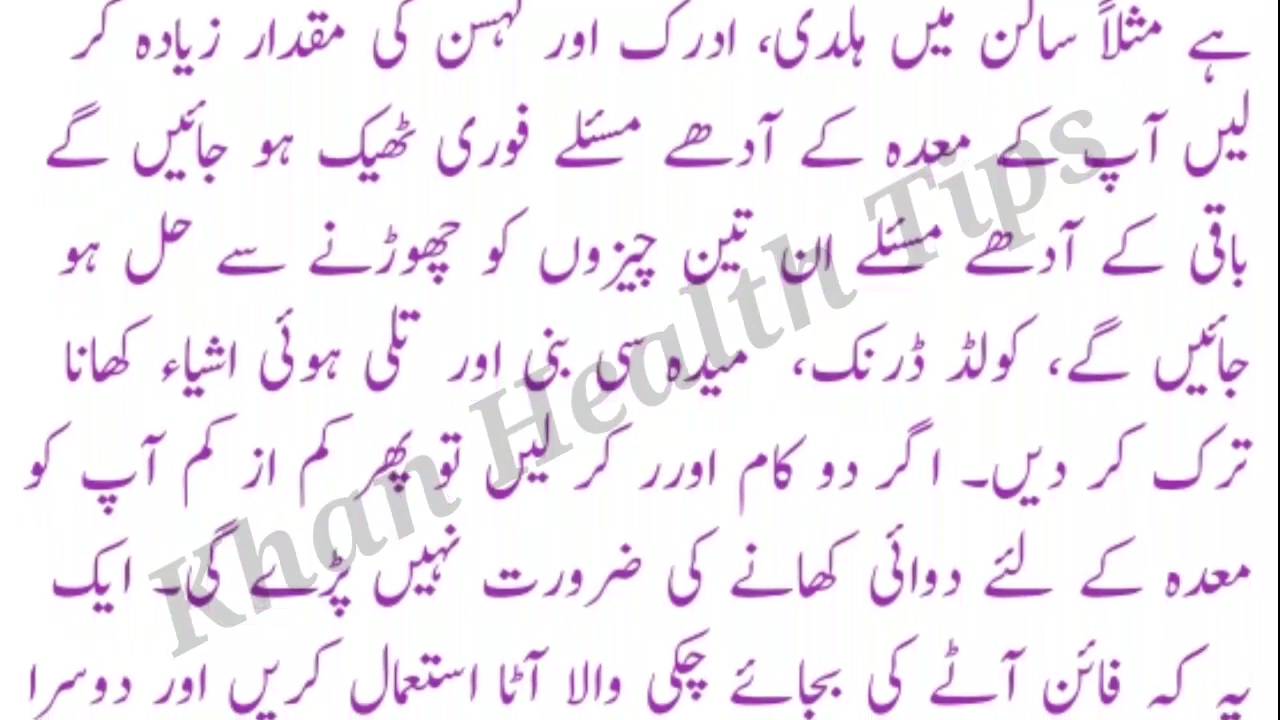 ہے مثلاً سالن میں ہلدی، ادرک اور لہسن کی مقدار زیادہ کر
لیں آپ کے معدہ کے آدھے مسئلے فوری ٹھیک ہو جائیں گے
باقی کے آدھے مسئلے ان تین چیزوں کو چھوڑنے سے حل ہو
جائیں گے، کولڈ ڈرنک، میدہ سی بنی اور تلی ہوئی اشیاء کھانا
ترک کر دیں۔ اگر دو کام اورر کر لیں تو پھر کم از کم آپ کو
معدہ کے لئے دوائی کھانے کی ضرورت نہیں پڑئے گی۔ ایک
یہ کہ فائن آٹے کی بجائے چکی والا آٹا استعمال کریں اور دوسرا
Khan Health Tips